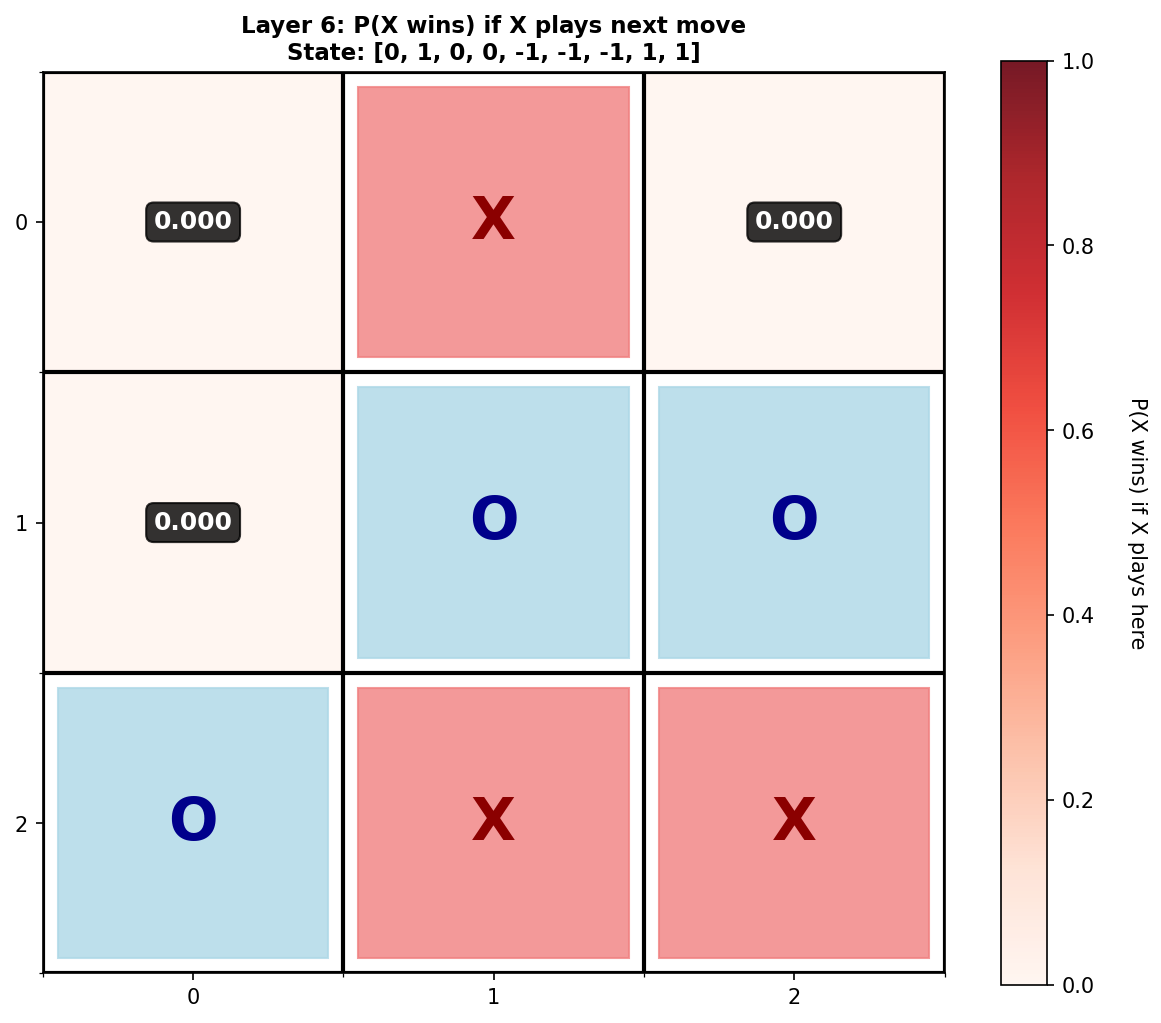 Layer 6: P(X wins) if X plays next move
State: [0, 1, 0, 0, -1, -1, -1, 1, 1]
0
0.000
X
0.000
1
0.000
O
O
2
O
X
X
0
1
2
1.0
0.8
0.6
0.4
0.2
0.0
P(X wins) if X plays here